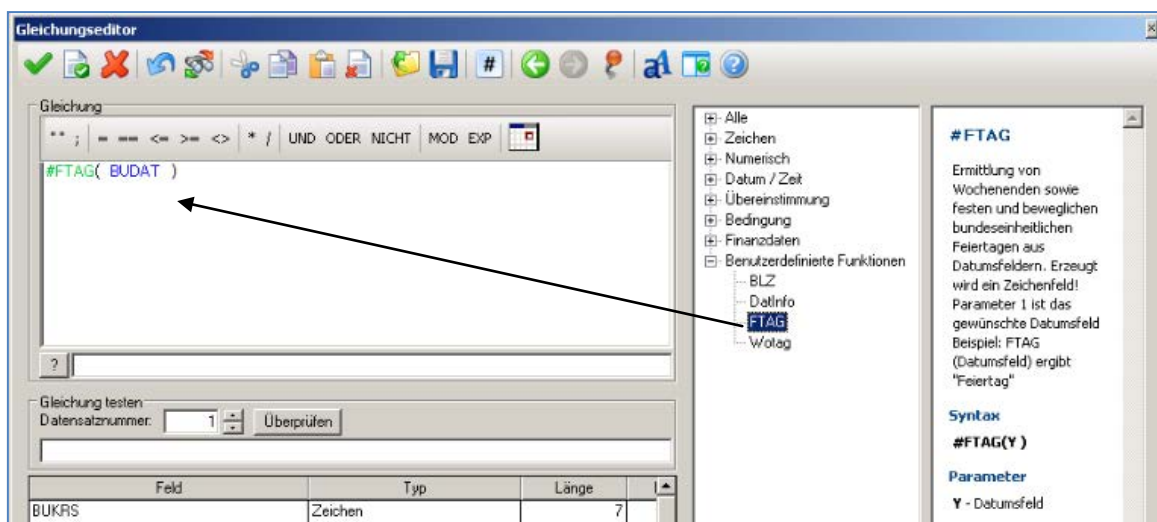 Gleichungseditor
#
Gleichung
"" ; = == <= >= <> * / UND ODER NICHT MOD EXP
#FTAG( BUDAT )
?
Gleichung testen
Datensatznummer: 1 Überprüfen
Feld Typ Länge
BUKRS Zeichen 7
Alle
Zeichen
Numerisch
Datum / Zeit
Übereinstimmung
Bedingung
Finanzdaten
Benutzerdefinierte Funktionen
BLZ
DatInfo
FTAG
Wotag
#FTAG
Ermittlung von
Wochenenden sowie
festen und beweglichen
bundeseinheitlichen
Feiertagen aus
Datumsfeldern. Erzeugt
wird ein Zeichenfeld!
Parameter 1 ist das
gewünschte Datumsfeld
Beispiel: FTAG
(Datumsfeld) ergibt
"Feiertag"
Syntax
#FTAG(Y )
Parameter
Y - Datumsfeld